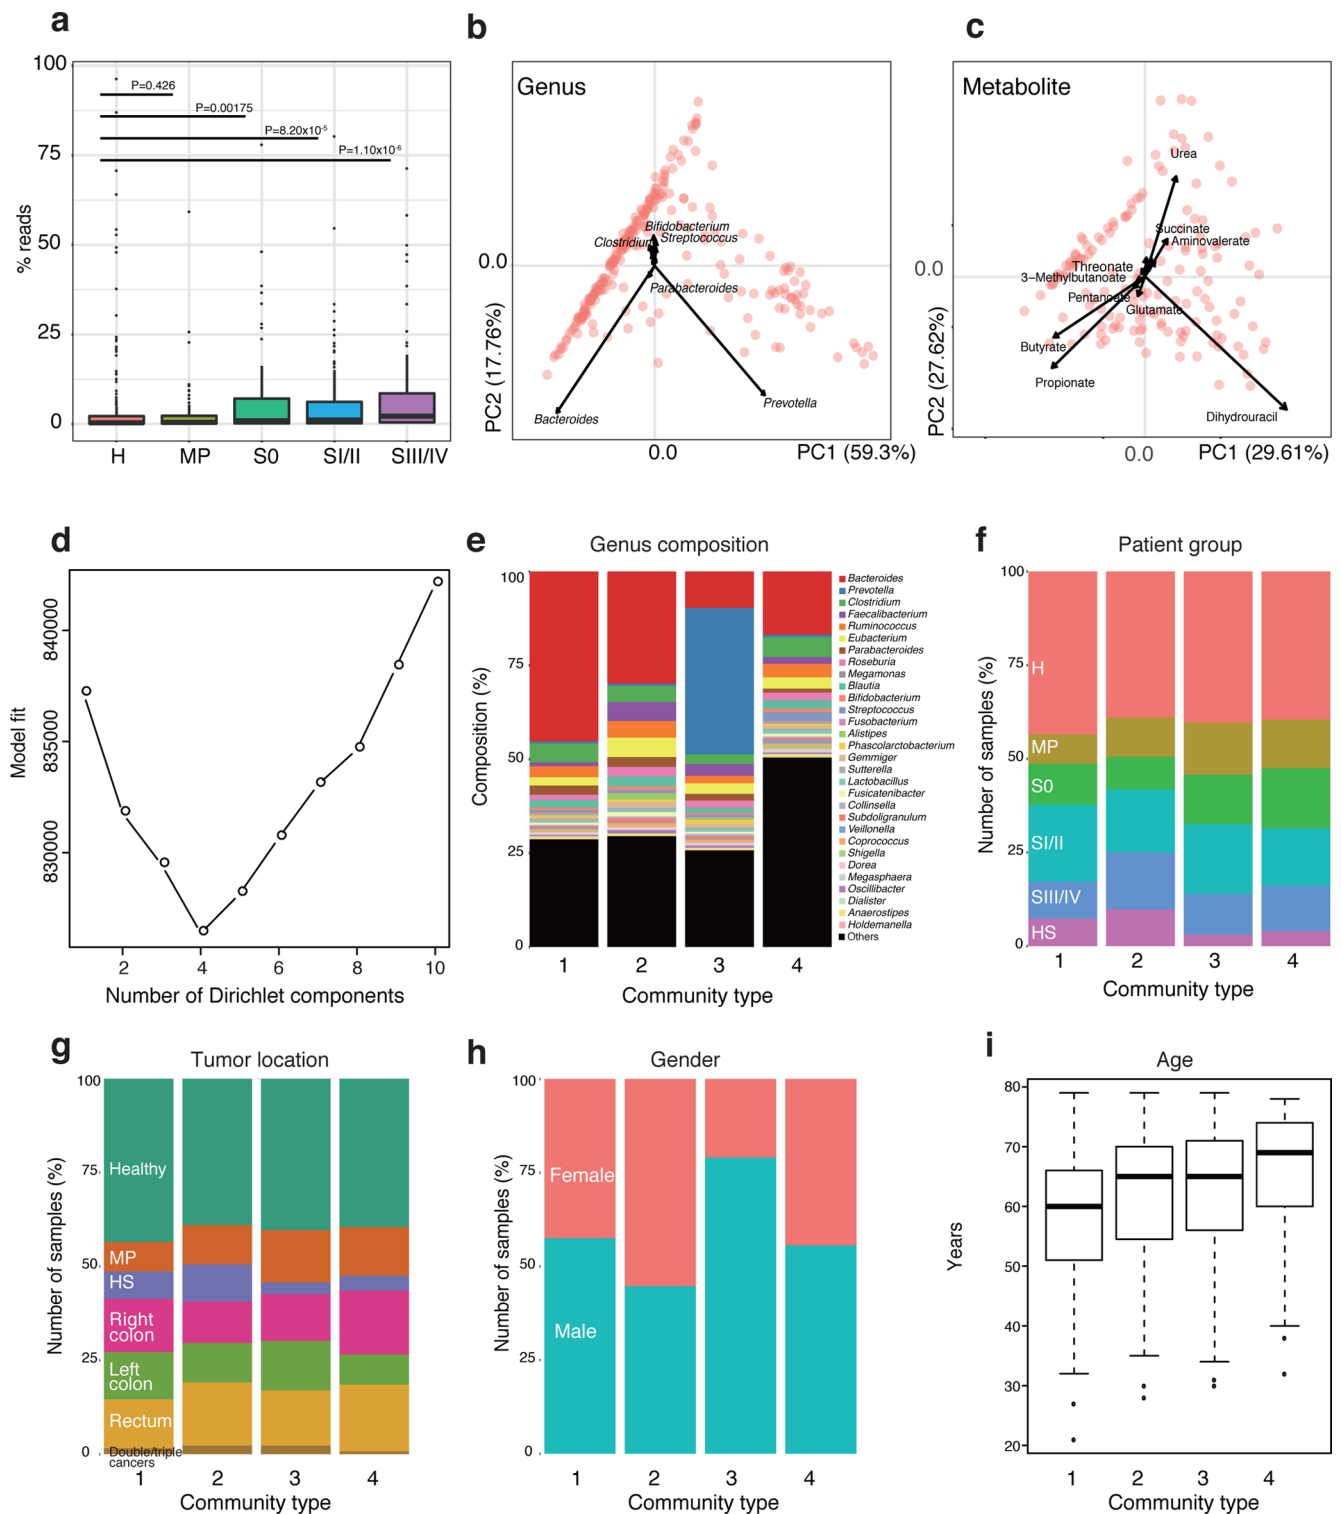 a
100
75
50
25
0
% reads
P=0.426
P=0.00175
P=8.20x10-5
P=1.10x10-6
H MP S0 SI/II SIII/IV
b
Genus
Bifidobacterium
Clostridium Streptococcus
Parabacteroides
Prevotella
Bacteroides
0.0
PC2 (17.76%)
0.0 PC1 (59.3%)
c
Metabolite
Urea
Succinate
Aminovalerate
Threonate
3−Methylbutanoate
Pentanoate
Glutamate
Butyrate
Propionate
Dihydrouracil
0.0
PC2 (27.62%)
0.0 PC1 (29.61%)
d
Model fit
840000
835000
830000
2 4 6 8 10
Number of Dirichlet components
e
Genus composition
Composition (%)
100
75
50
25
0
1 2 3 4
Community type
Bacteroides
Prevotella
Clostridium
Faecalibacterium
Ruminococcus
Eubacterium
Parabacteroides
Roseburia
Megamonas
Blautia
Bifidobacterium
Streptococcus
Fusobacterium
Alistipes
Phascolarctobacterium
Gemmiger
Sutterella
Lactobacillus
Fusicatenibacter
Collinsella
Subdoligranulum
Veillonella
Coprococcus
Shigella
Dorea
Megasphaera
Oscillibacter
Dialister
Anaerostipes
Holdemanella
Others
f
Patient group
Number of samples (%)
100
75
50
25
0
H
MP
S0
SI/II
SIII/IV
HS
1 2 3 4
Community type
g
Tumor location
Number of samples (%)
100
75
50
25
0
Healthy
MP
HS
Right
colon
Left
colon
Rectum
Double/triple
cancers
1 2 3 4
Community type
h
Gender
Number of samples (%)
100
75
50
25
0
Female
Male
1 2 3 4
Community type
i
Age
Years
80
70
60
50
40
30
20
1 2 3 4
Community type